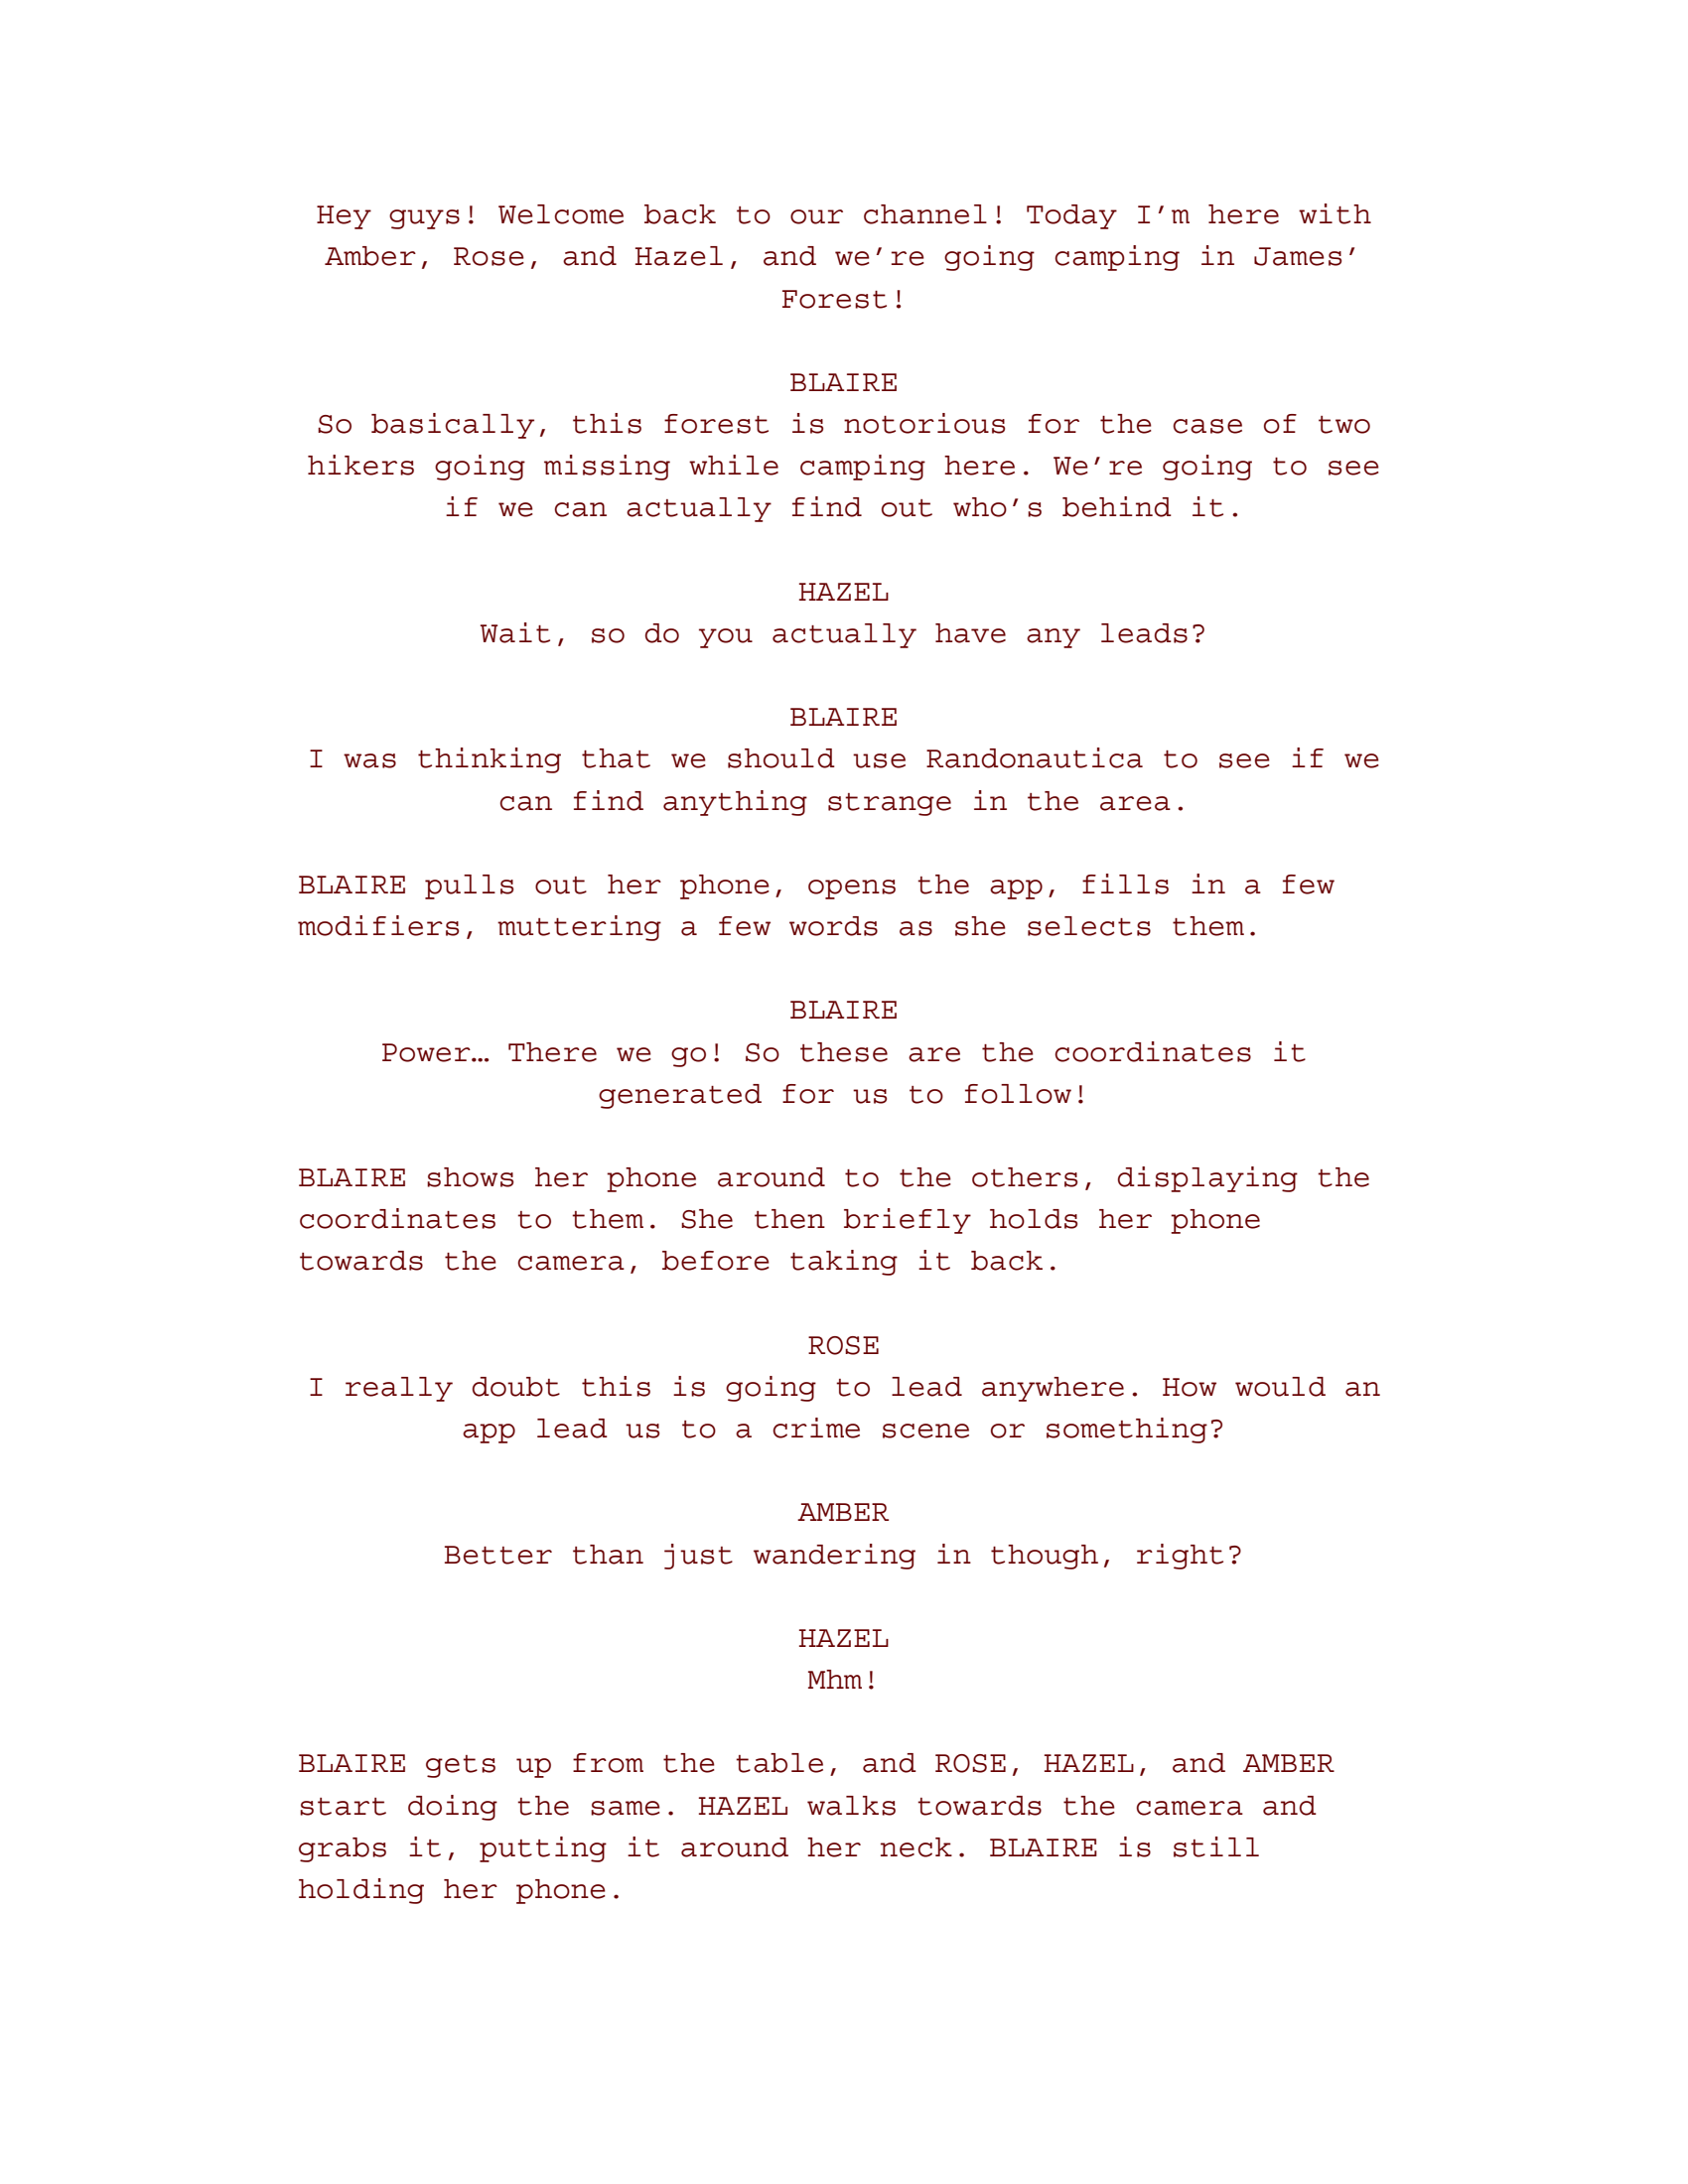 Hey guys! Welcome back to our channel! Today I’m here with
Amber, Rose, and Hazel, and we’re going camping in James’
Forest!
BLAIRE
So basically, this forest is notorious for the case of two
hikers going missing while camping here. We’re going to see
if we can actually find out who’s behind it.
HAZEL
Wait, so do you actually have any leads?
BLAIRE
I was thinking that we should use Randonautica to see if we
can find anything strange in the area.
BLAIRE pulls out her phone, opens the app, fills in a few
modifiers, muttering a few words as she selects them.
BLAIRE
Power… There we go! So these are the coordinates it
generated for us to follow!
BLAIRE shows her phone around to the others, displaying the
coordinates to them. She then briefly holds her phone
towards the camera, before taking it back.
ROSE
I really doubt this is going to lead anywhere. How would an
app lead us to a crime scene or something?
AMBER
Better than just wandering in though, right?
HAZEL
Mhm!
BLAIRE gets up from the table, and ROSE, HAZEL, and AMBER
start doing the same. HAZEL walks towards the camera and
grabs it, putting it around her neck. BLAIRE is still
holding her phone.